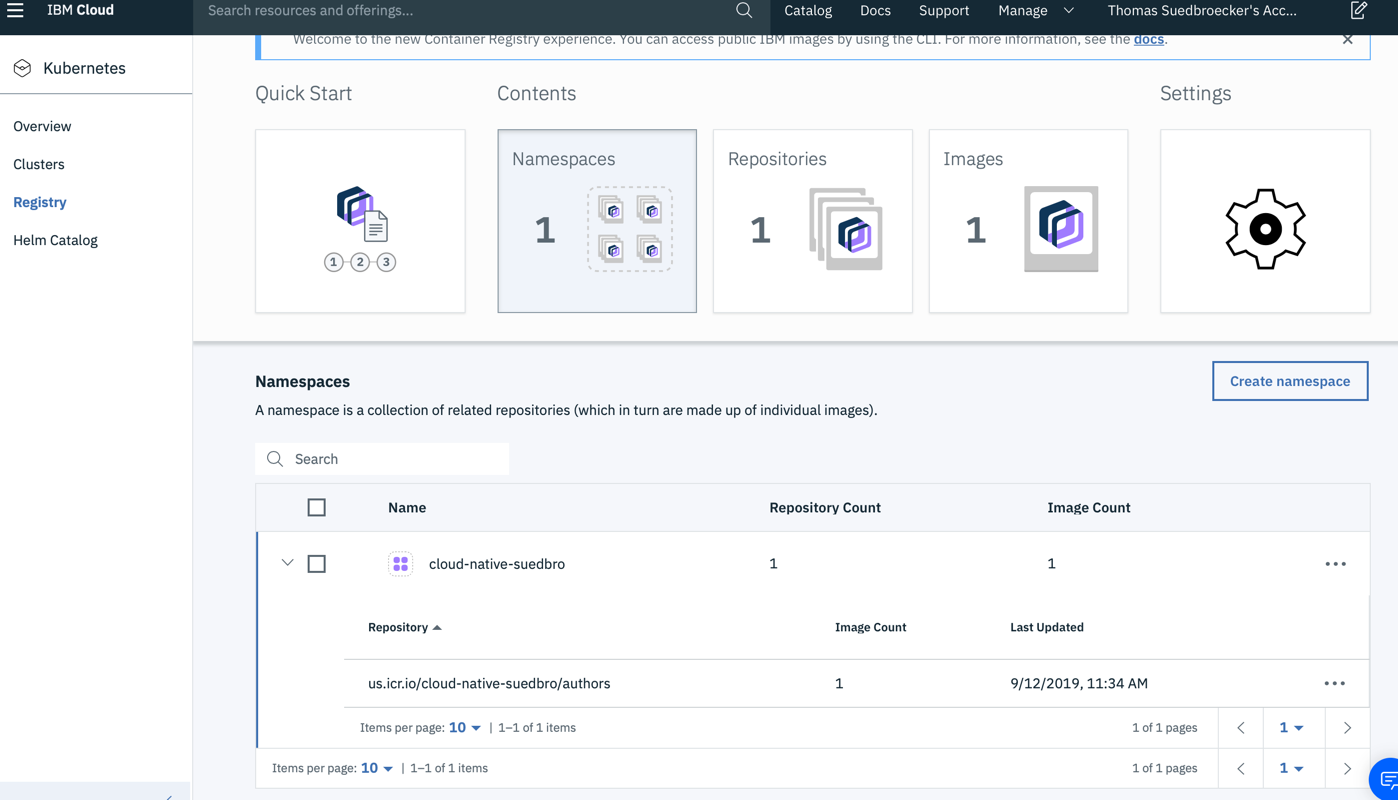 IBM Cloud
Search resources and offerings...
Catalog
Docs
Support
Manage
Thomas Suedbroecker's Acc...
Kubernetes
Overview
Clusters
Registry
Helm Catalog
Welcome to the new Container Registry experience. You can access public IBM images by using the CLI. For more information, see the docs.
Quick Start
Contents
Settings
1 2 3
Namespaces
1
Repositories
1
Images
1
Namespaces
Create namespace
A namespace is a collection of related repositories (which in turn are made up of individual images).
Search
Name Repository Count Image Count
cloud-native-suedbro 1 1
Repository Image Count Last Updated
us.icr.io/cloud-native-suedbro/authors 1 9/12/2019, 11:34 AM
Items per page: 10 | 1–1 of 1 items 1 of 1 pages 1
Items per page: 10 | 1–1 of 1 items 1 of 1 pages 1